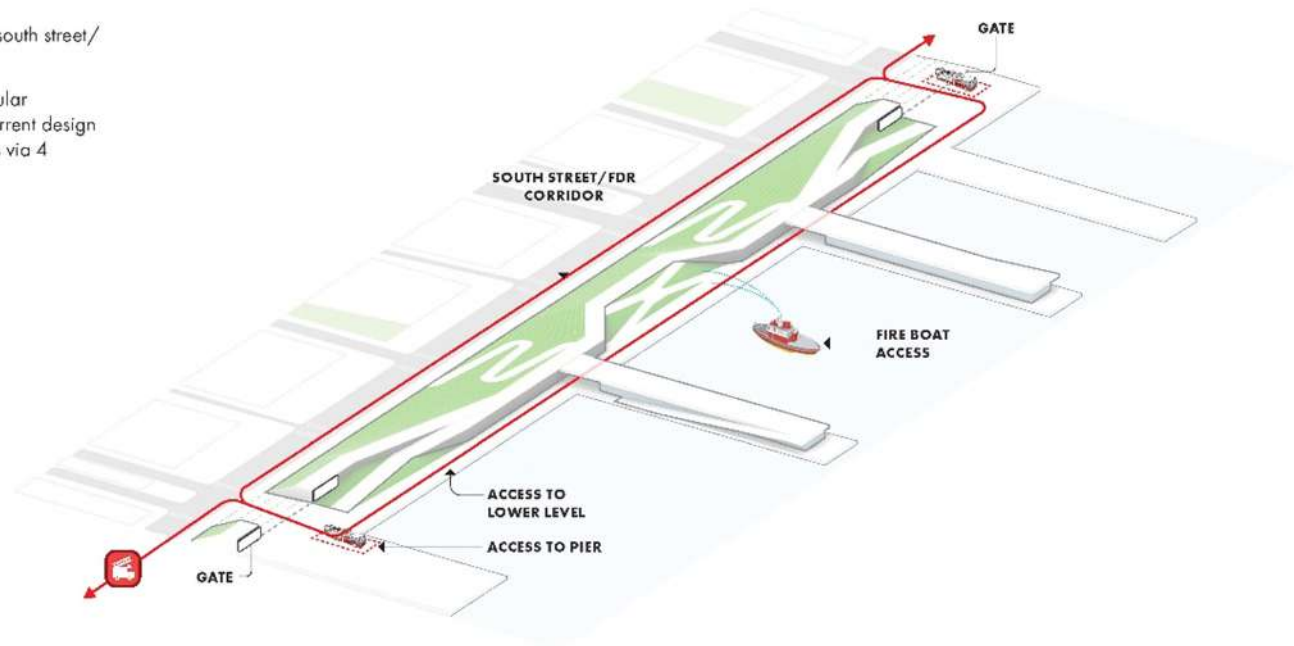 south street/
rrent design
via 4
GATE
SOUTH STREET/FDR
CORRIDOR
FIRE BOAT
ACCESS
ACCESS TO
LOWER LEVEL
ACCESS TO PIER
GATE